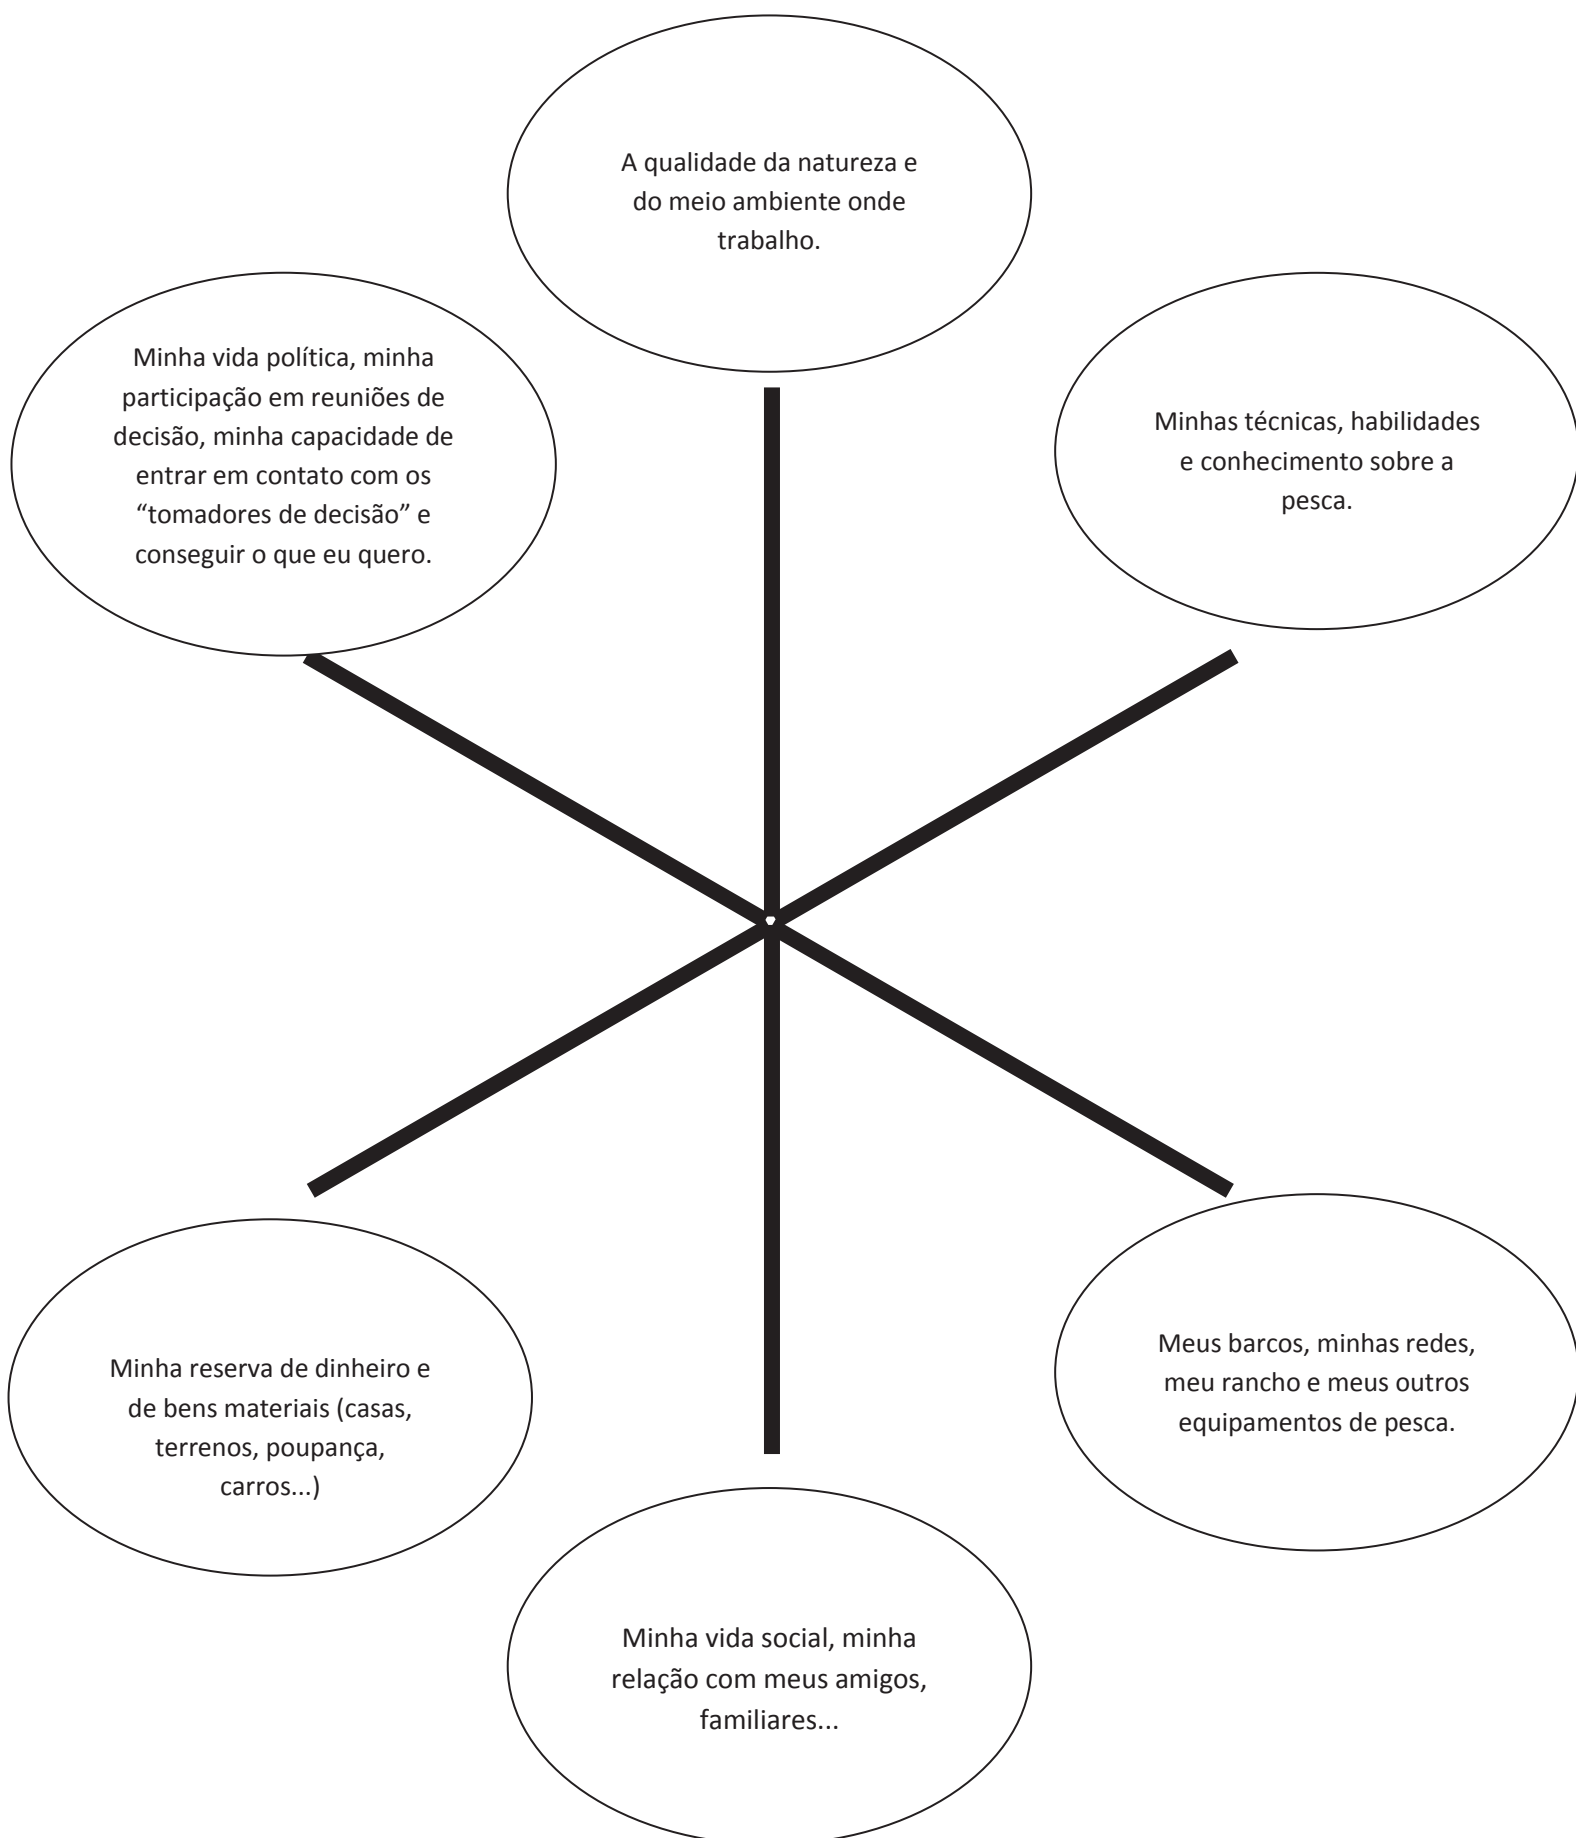 A qualidade da natureza e
do meio ambiente onde
trabalho.
Minha vida política, minha
participação em reuniões de
decisão, minha capacidade de
entrar em contato com os
“tomadores de decisão” e
conseguir o que eu quero.
Minhas técnicas, habilidades
e conhecimento sobre a
pesca.
Minha reserva de dinheiro e
de bens materiais (casas,
terrenos, poupança,
carros...)
Meus barcos, minhas redes,
meu rancho e meus outros
equipamentos de pesca.
Minha vida social, minha
relação com meus amigos,
familiares...